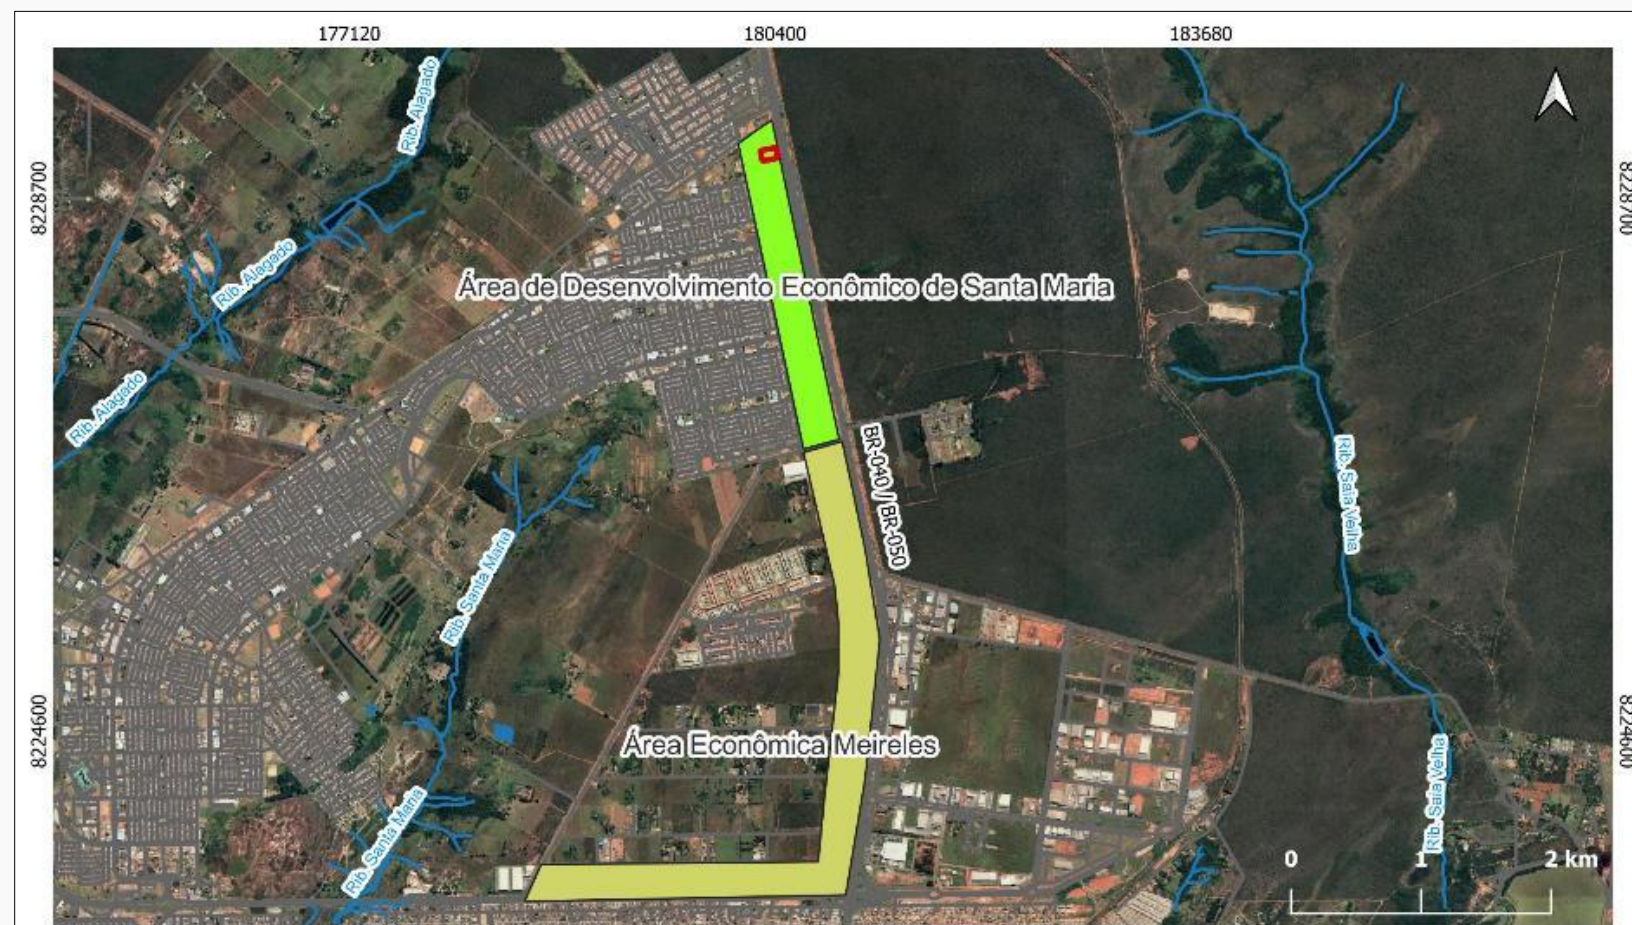 177120
180400
183680
Rib. Alagado
8228700
8228700
Rib. Alagado
Área de Desenvolvimento Econômico de Santa Maria
Rib. Alagado
BR-040 / BR-050
Rib. Saia Velha
Rib. Santa Maria
8224600
8224600
Área Econômica Meireles
Rib. Saia Velha
Rib. Santa Maria
0 1 2 km